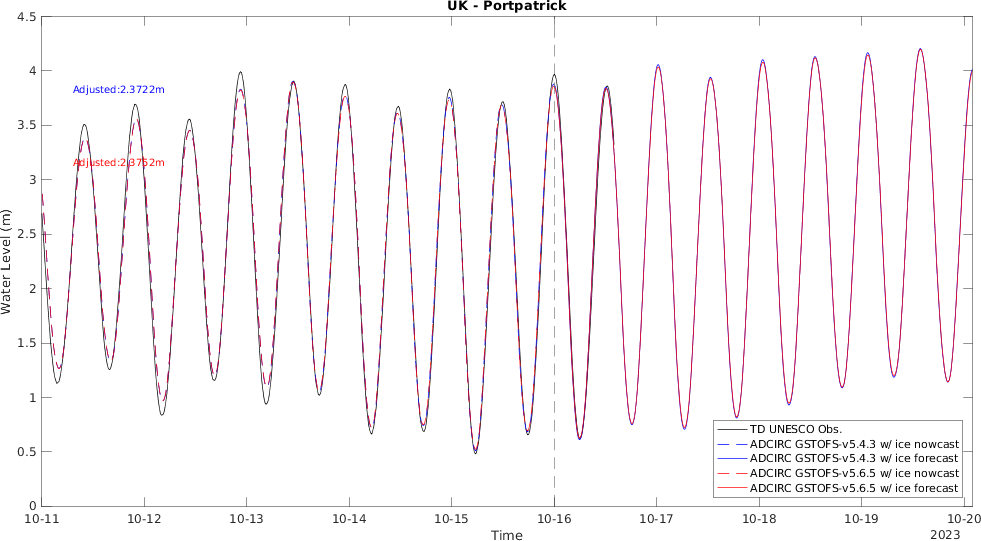 UK - Portpatrick
4.5
4
3.5
3
2.5
2
1.5
1
0.5
0
Water Level (m)
Adjusted:2.3722m
Adjusted:2.3752m
TD UNESCO Obs.
ADCIRC GSTOFS-v5.4.3 w/ ice nowcast
ADCIRC GSTOFS-v5.4.3 w/ ice forecast
ADCIRC GSTOFS-v5.6.5 w/ ice nowcast
ADCIRC GSTOFS-v5.6.5 w/ ice forecast
10-11 10-12 10-13 10-14 10-15 10-16 10-17 10-18 10-19 10-20
Time
2023